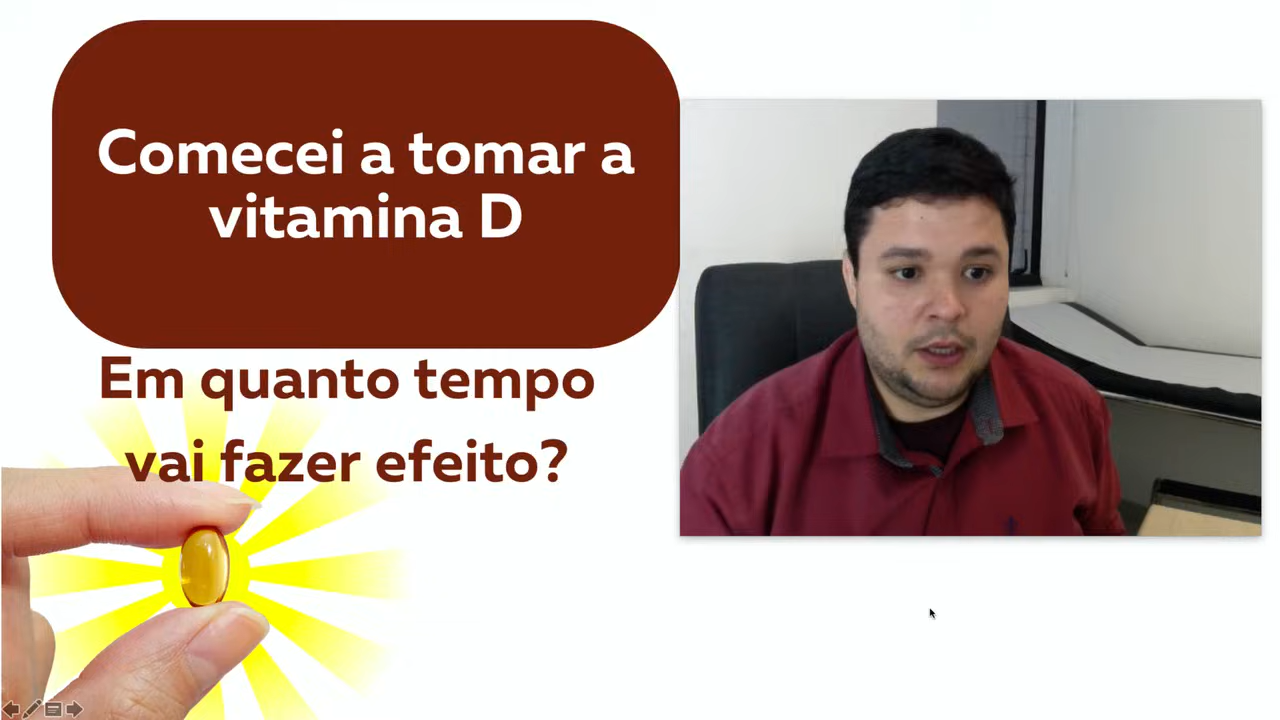 Comecei a tomar a
vitamina D
Em quanto tempo
vai fazer efeito?